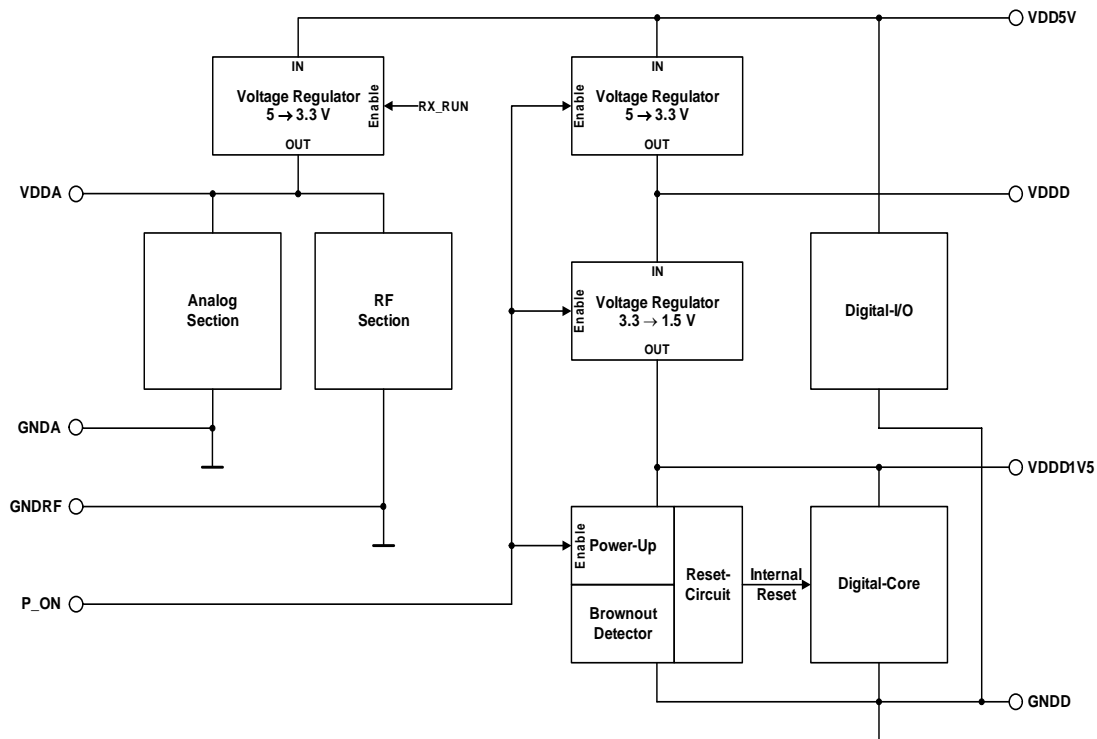 VDD5V
IN
Voltage Regulator
5 → 3.3 V
Enable
OUT
RX_RUN
IN
Enable
Voltage Regulator
5 → 3.3 V
OUT
VDDA
VDDD
Analog
Section
RF
Section
IN
Enable
Voltage Regulator
3.3 → 1.5 V
OUT
Digital-I/O
GNDA
VDDD1V5
GNDRF
Enable
Power-Up
Reset-
Circuit
Internal
Reset
Digital-Core
P_ON
Brownout
Detector
GNDD